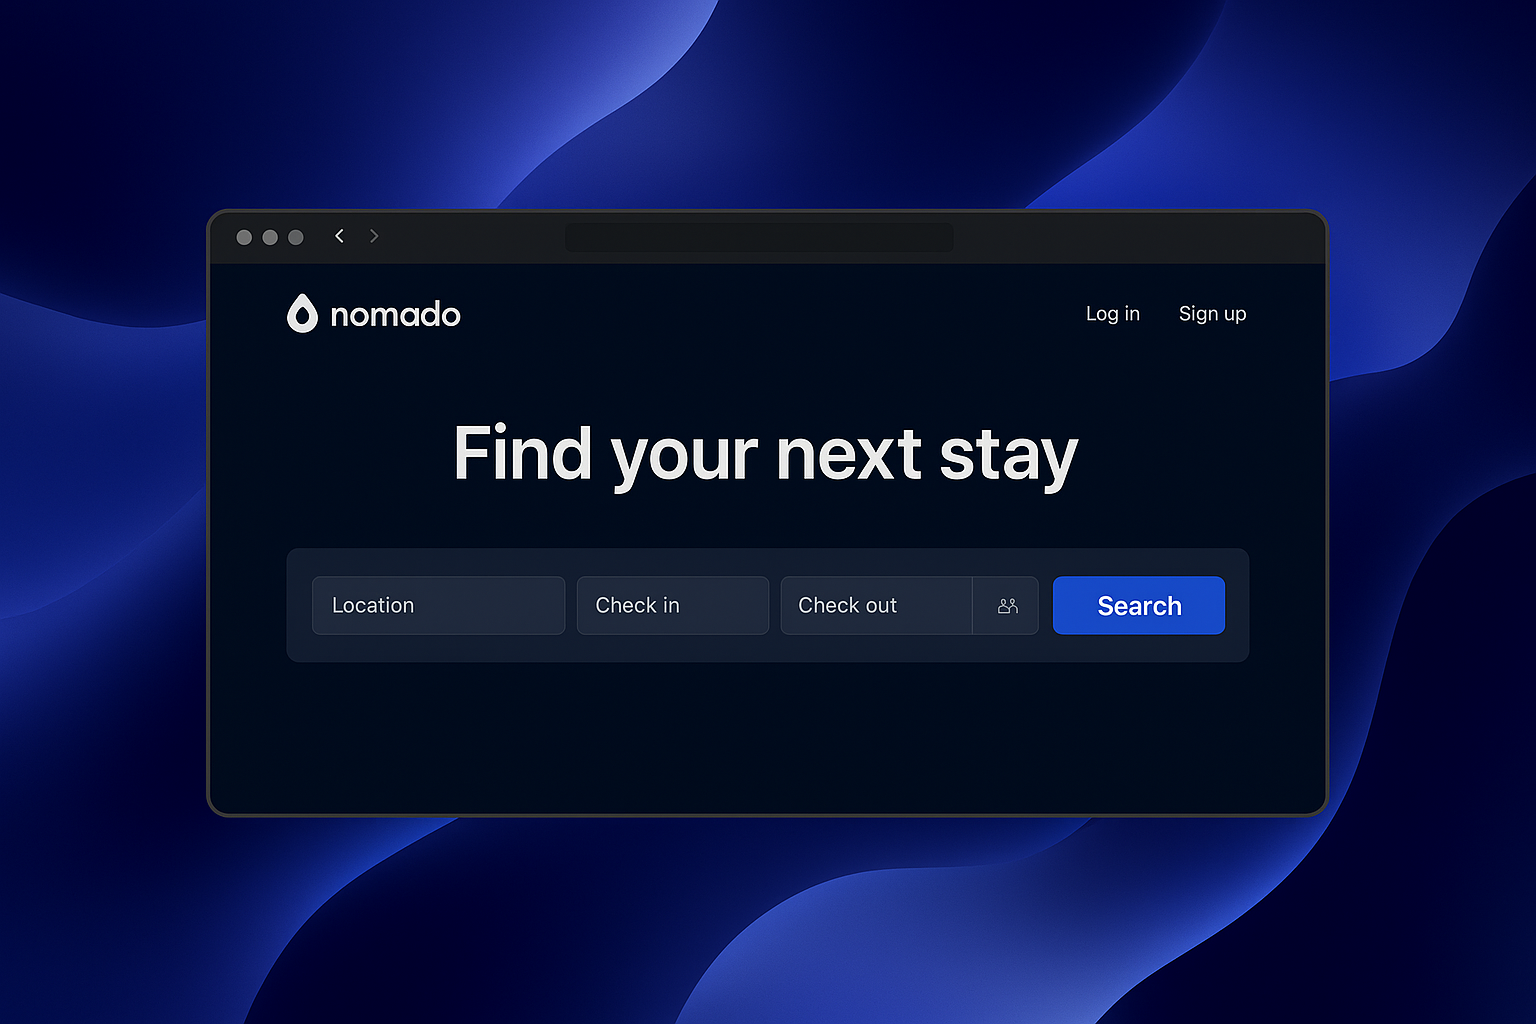 nomado
Log in
Sign up
Find your next stay
Location
Check in
Check out
Search